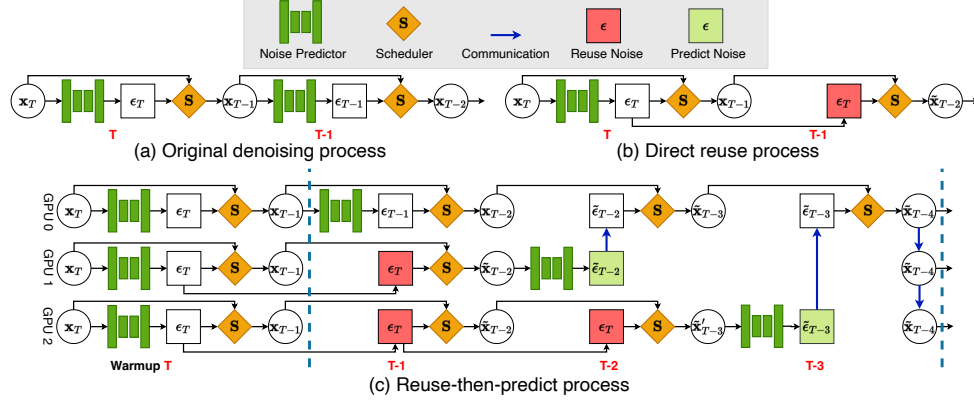 S ϵ ϵ
Noise Predictor Scheduler Communication Reuse Noise Predict Noise
x_T ϵ_T S x_{T−1} ϵ_{T−1} S x_{T−2}
T T-1
(a) Original denoising process
x_T ϵ_T S x_{T−1} ϵ_T S x̃_{T−2}
T T-1
(b) Direct reuse process
GPU 0 x_T ϵ_T S x_{T−1} ϵ_{T−1} S x_{T−2} ϵ̃_{T−2} S x̃_{T−3} ϵ̃_{T−3} S x̃_{T−4}
GPU 1 x_T ϵ_T S x_{T−1} ϵ_T S x̃_{T−2} ϵ̃_{T−2} x̃_{T−4}
GPU 2 x_T ϵ_T S x_{T−1} ϵ_T S x̃_{T−2} ϵ_T S x̃′_{T−3} ϵ̃_{T−3} x̃_{T−4}
Warmup T T-1 T-2 T-3
(c) Reuse-then-predict process